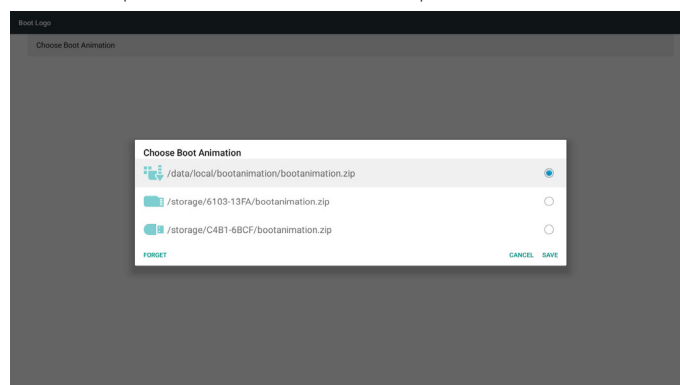 Boot Logo
Choose Boot Animation
Choose Boot Animation
/data/local/bootanimation/bootanimation.zip
/storage/6103-13FA/bootanimation.zip
/storage/C4B1-6BCF/bootanimation.zip
FORGET CANCEL SAVE